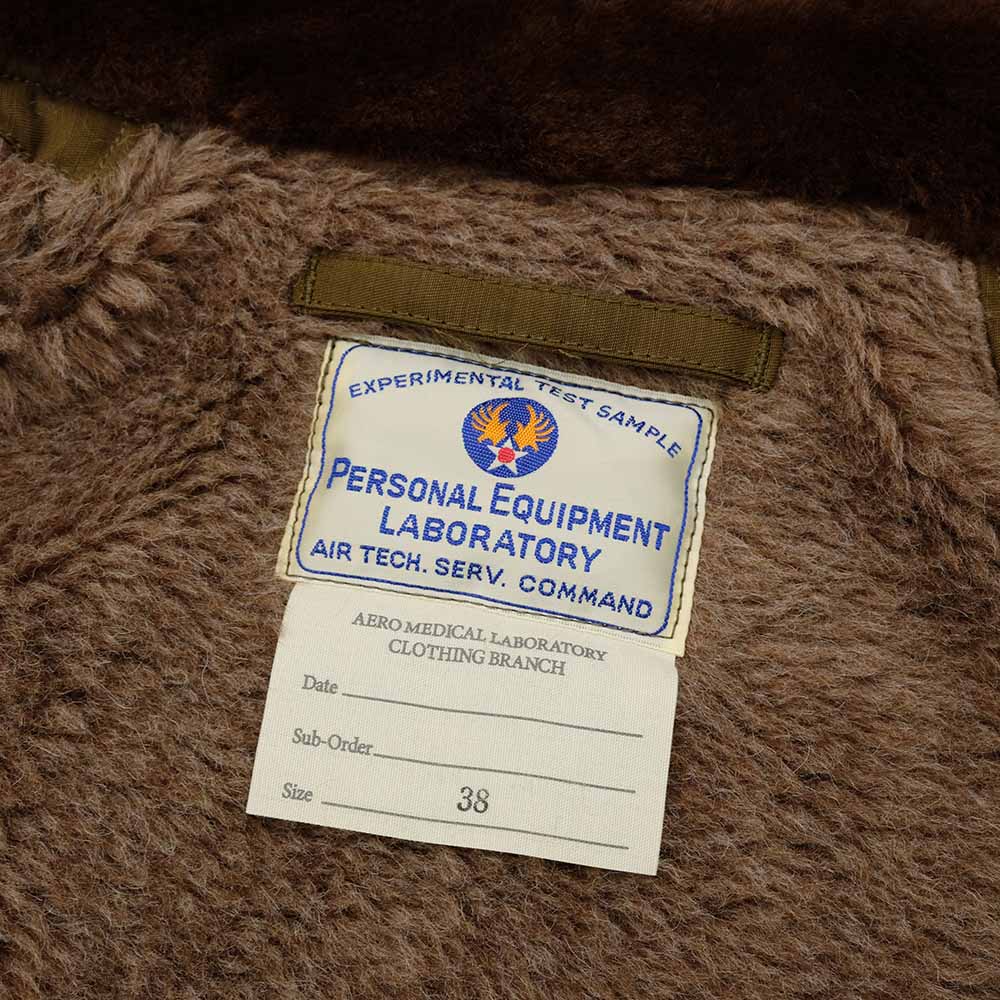 EXPERIMENTAL TEST SAMPLE
PERSONAL EQUIPMENT
LABORATORY
AIR TECH. SERV. COMMAND
AERO MEDICAL LABORATORY
CLOTHING BRANCH
Date
Sub-Order
Size 38